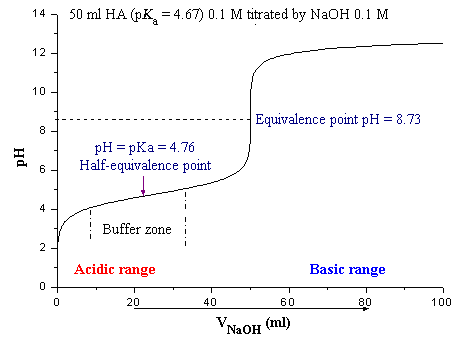 50 ml HA (pKa = 4.67) 0.1 M titrated by NaOH 0.1 M
14
12
10
8
6
4
2
0
pH
Equivalence point pH = 8.73
pH = pKa = 4.76
Half-equivalence point
Buffer zone
Acidic range
Basic range
0
20
40
60
80
100
VNaOH (ml)